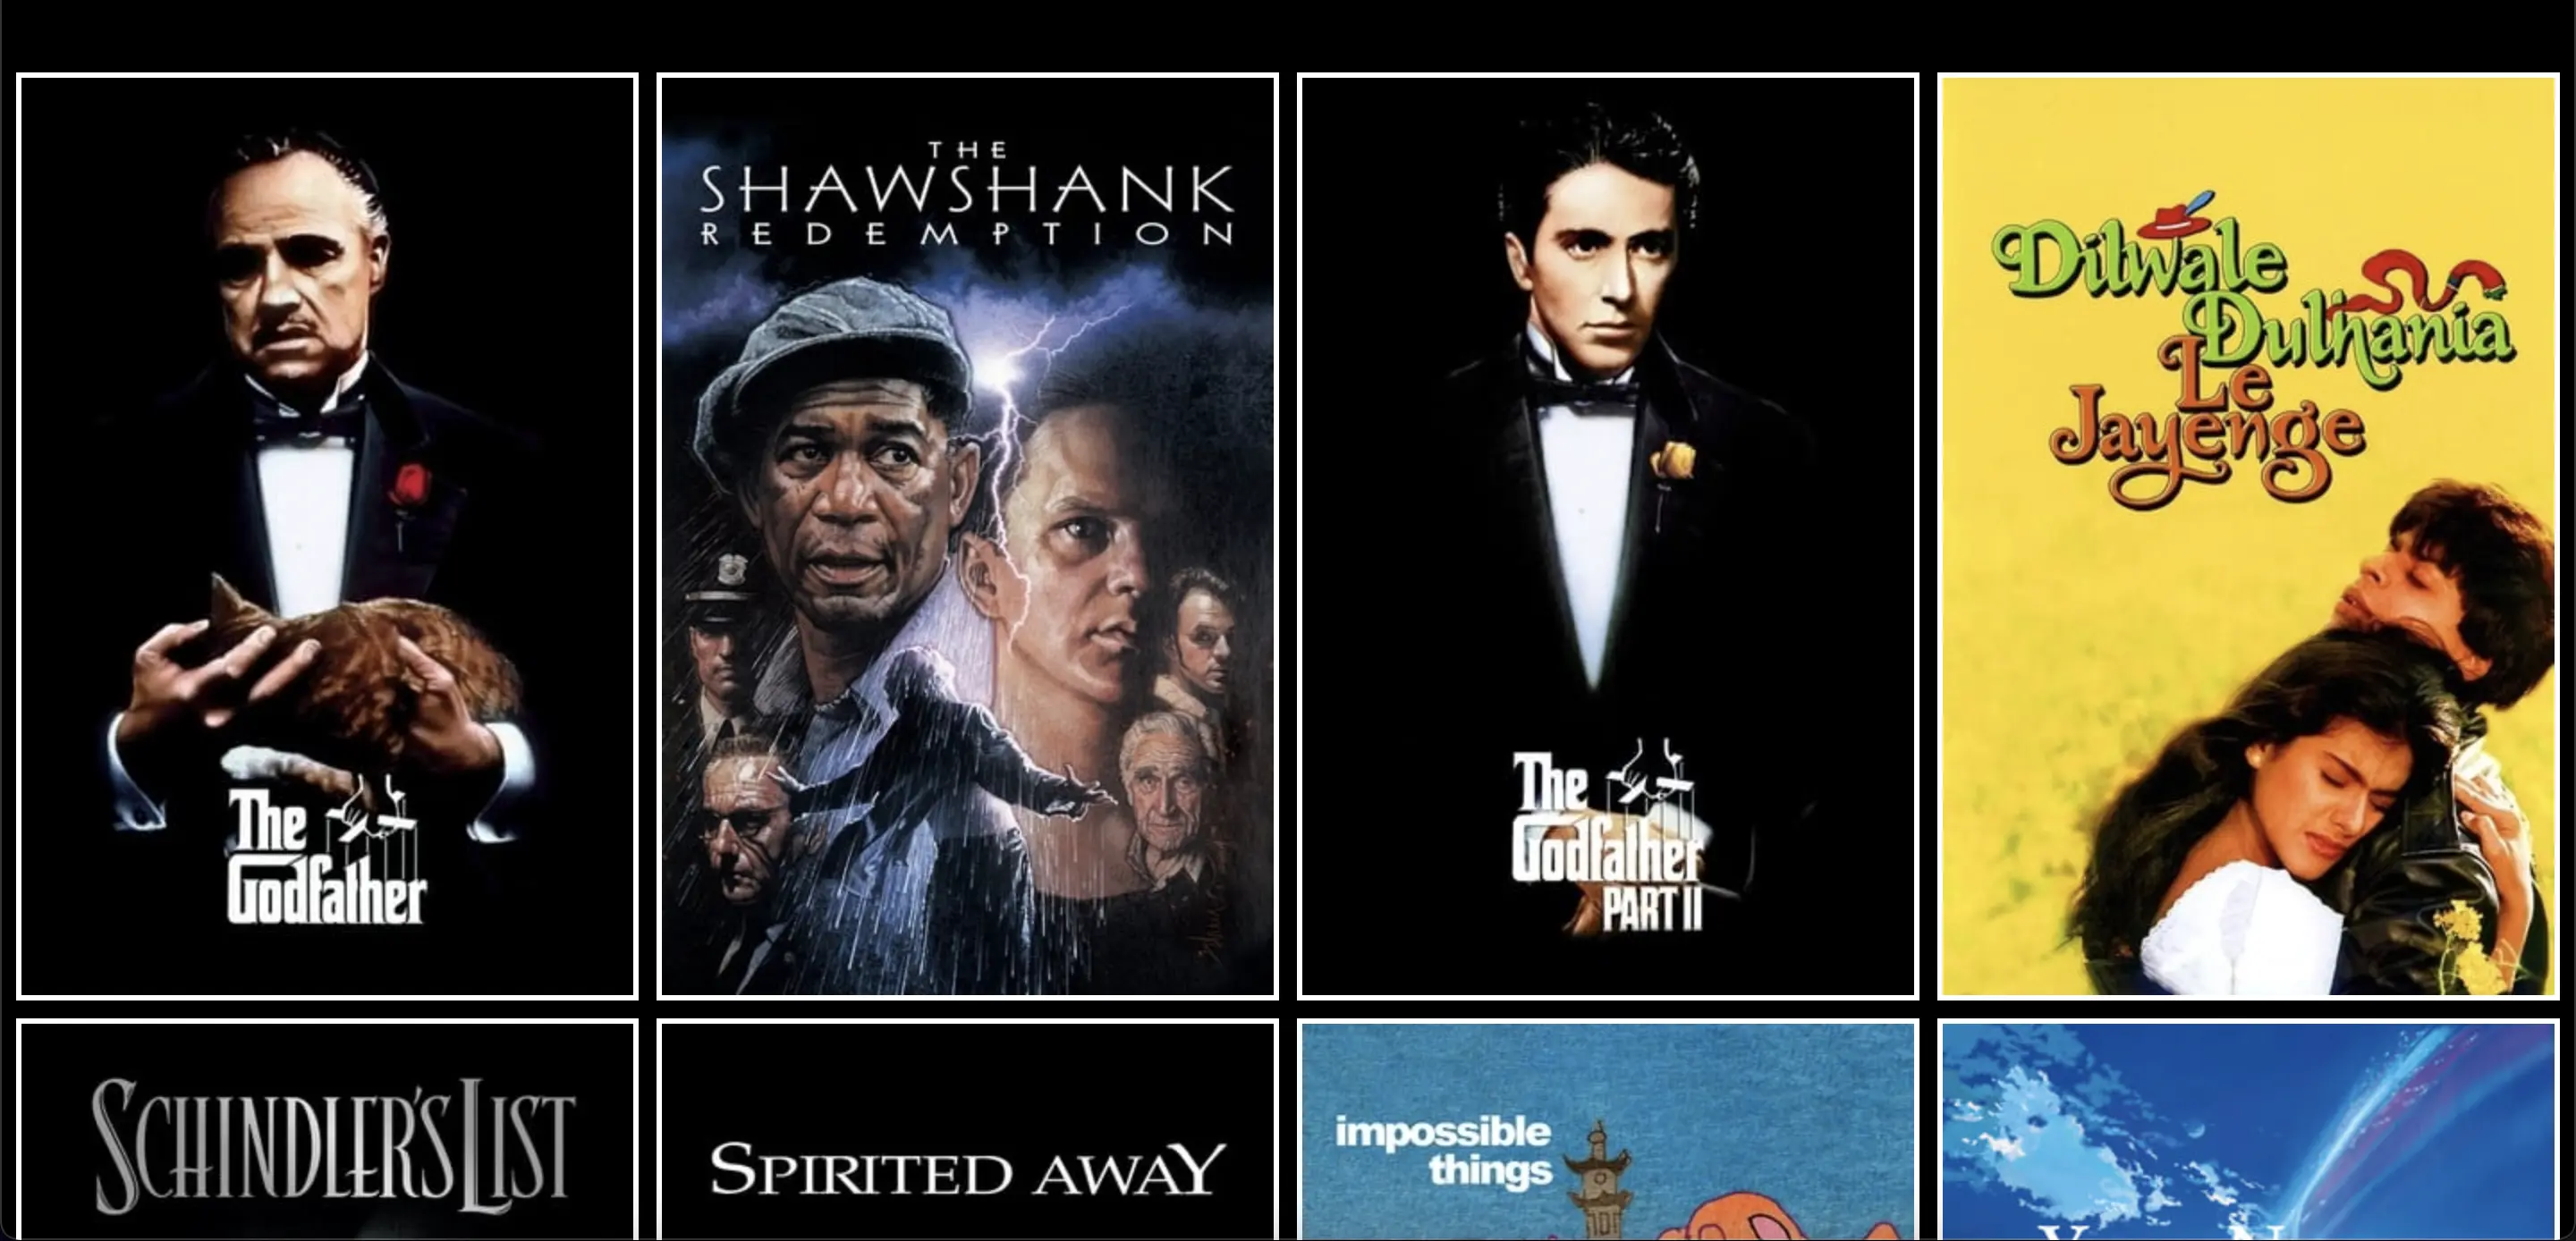 The
Godfather
THE
SHAWSHANK
REDEMPTION
The
Godfather
PART II
Dilwale
Dulhania
Le
Jayenge
SCHINDLER'S LIST
SPIRITED AWAY
impossible
things